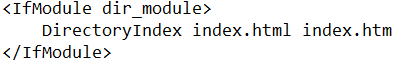 <IfModule dir_module>
    DirectoryIndex index.html index.htm
</IfModule>